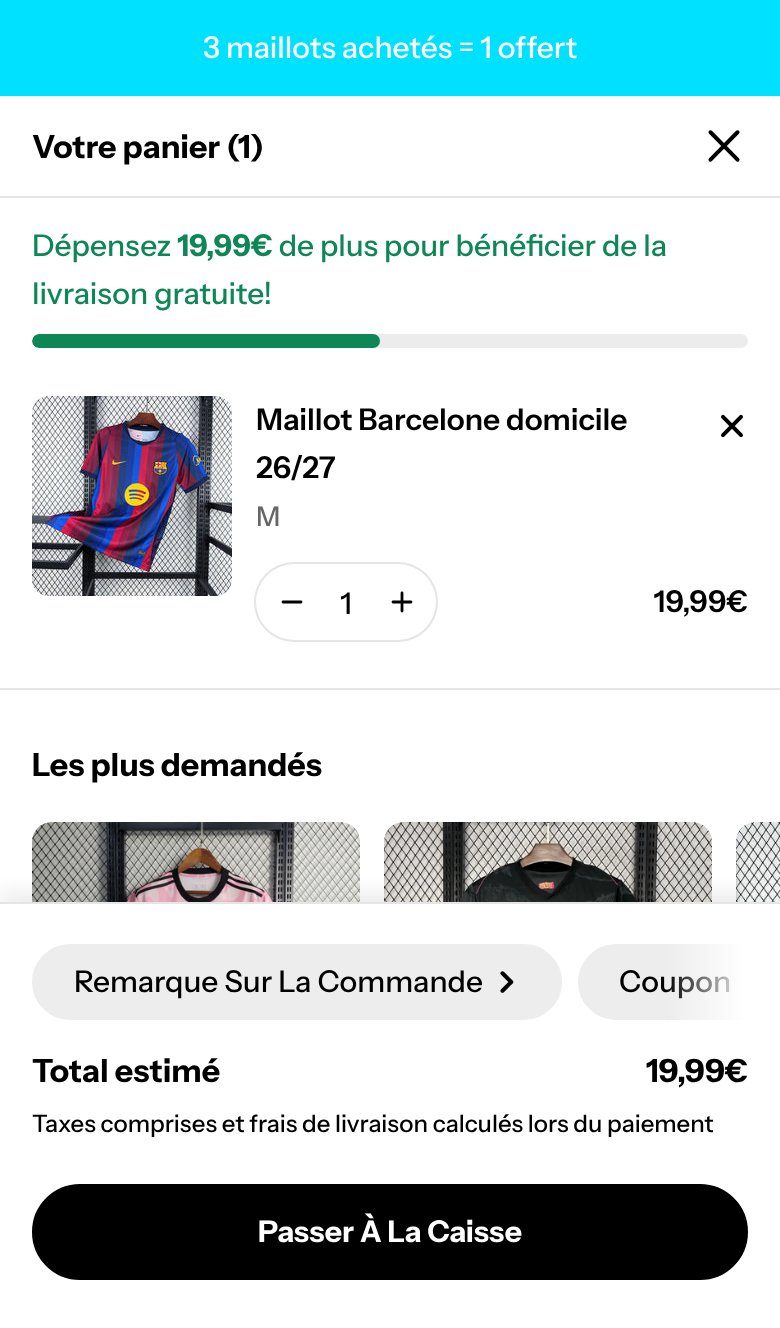 3 maillots achetés = 1 offert
Votre panier (1)
Dépensez 19,99€ de plus pour bénéficier de la
livraison gratuite!
Maillot Barcelone domicile
26/27
M
1
19,99€
Les plus demandés
Remarque Sur La Commande
Coupon
Total estimé
19,99€
Taxes comprises et frais de livraison calculés lors du paiement
Passer À La Caisse